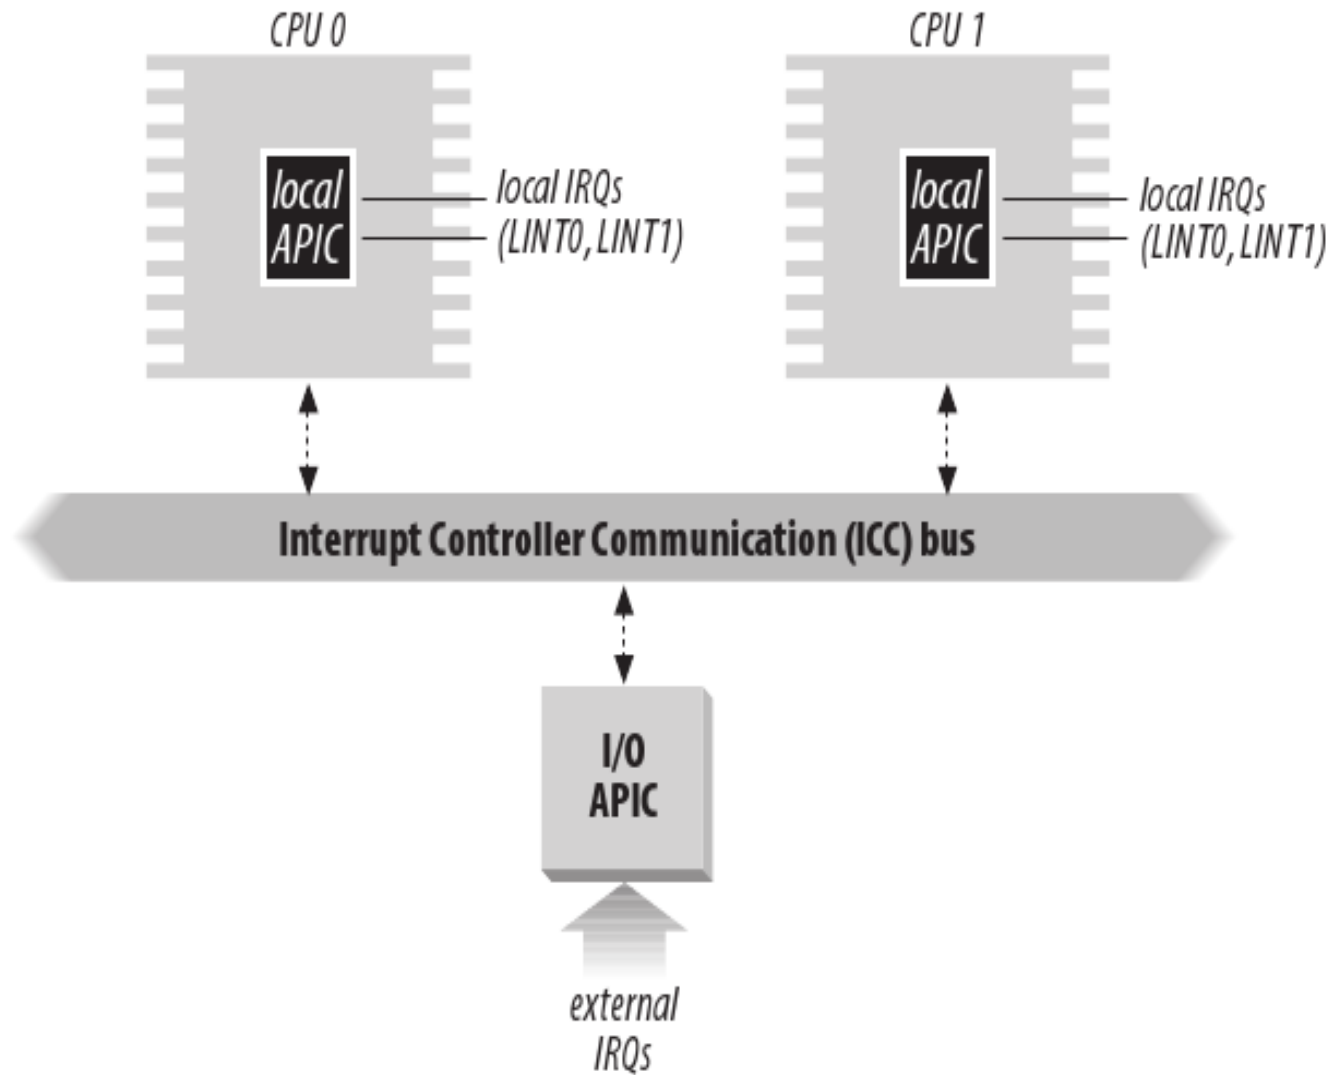 CPU 0
CPU 1
local
APIC
local IRQs
(LINT0, LINT1)
local
APIC
local IRQs
(LINT0, LINT1)
Interrupt Controller Communication (ICC) bus
I/O
APIC
external
IRQs